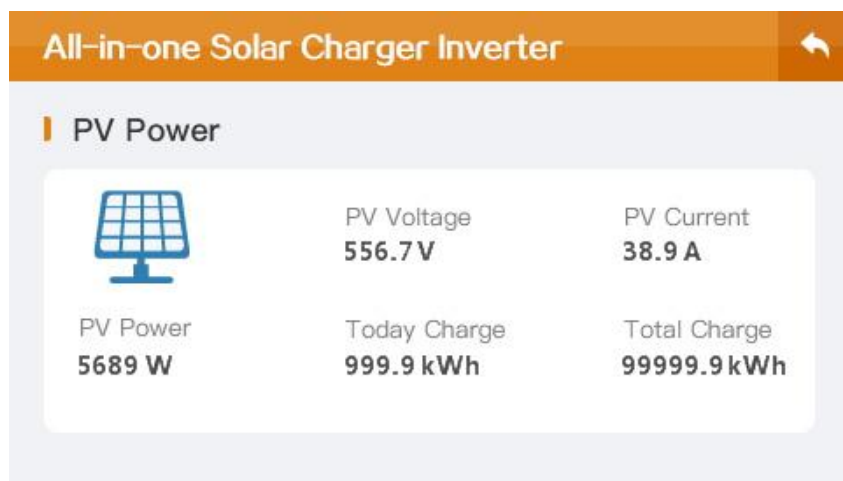 All-in-one Solar Charger Inverter
PV Power
PV Voltage
556.7 V
PV Current
38.9 A
PV Power
5689 W
Today Charge
999.9 kWh
Total Charge
99999.9 kWh